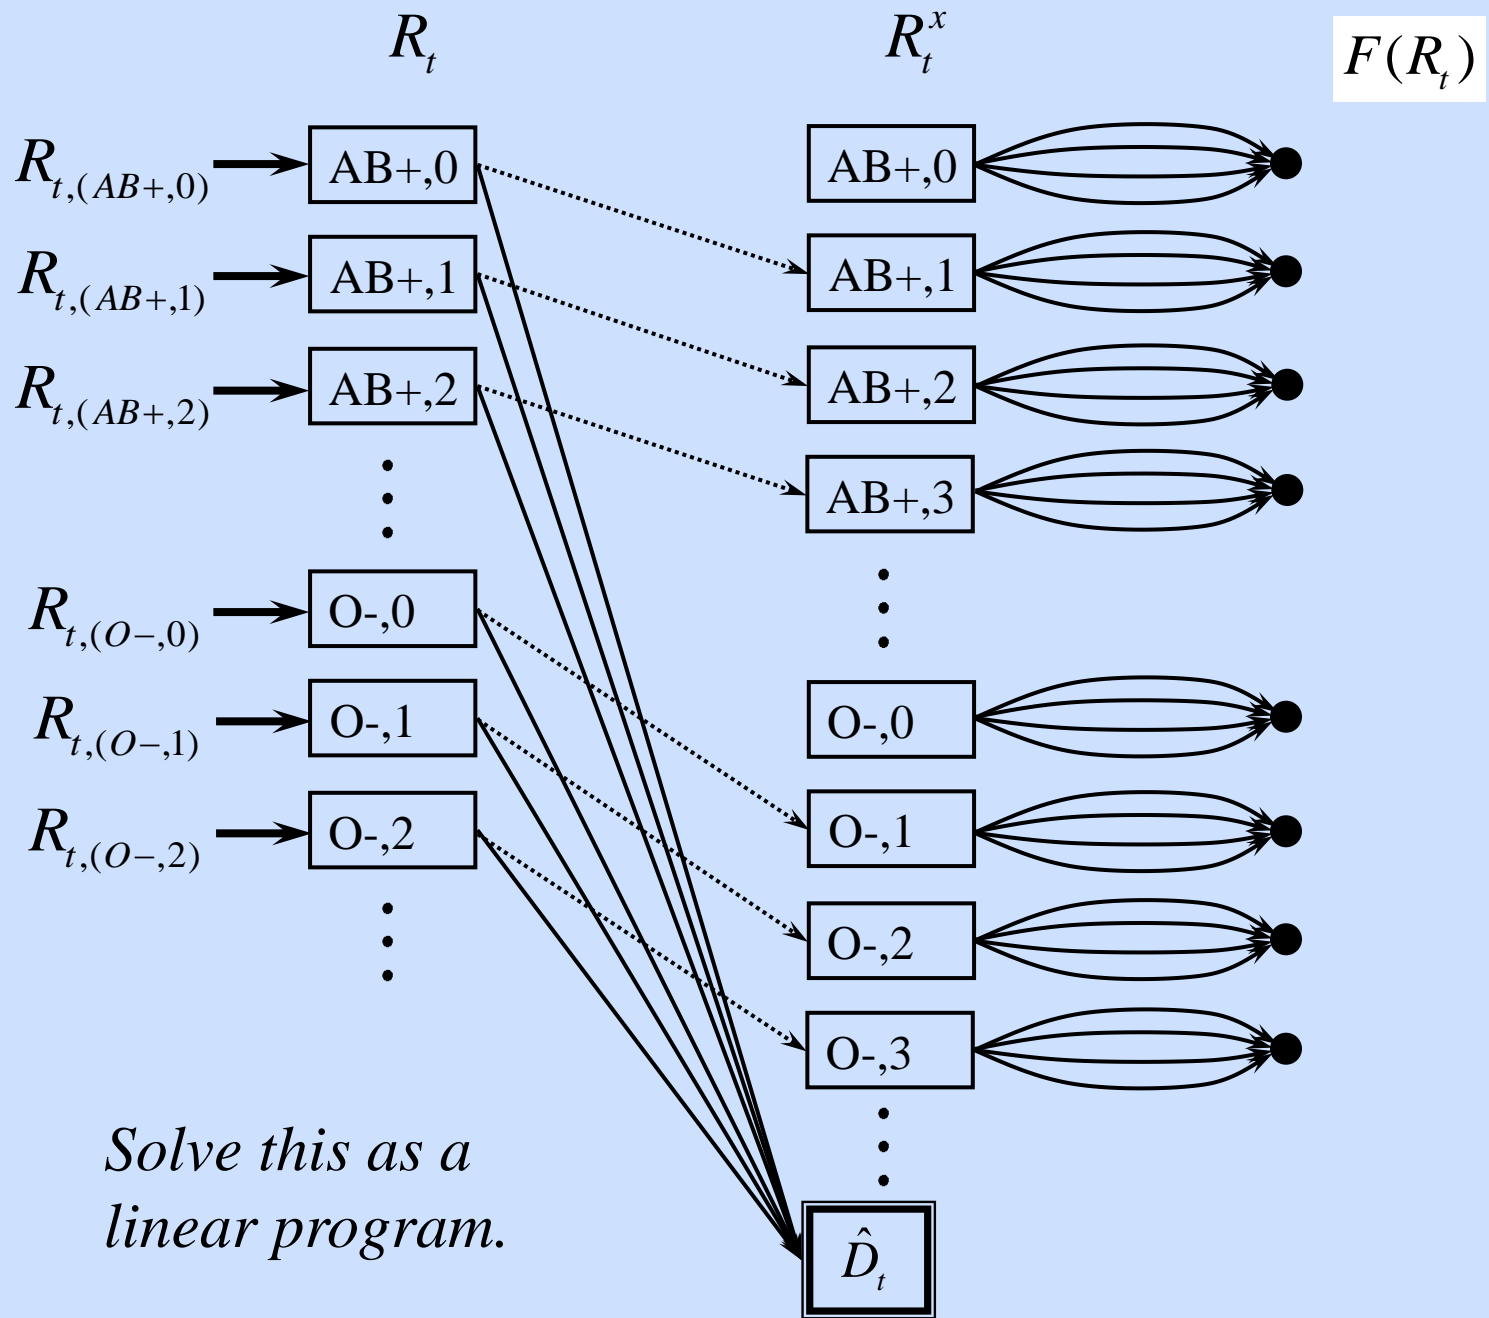 R_t R_t^x F(R_t)
R_{t,(AB+,0)} AB+,0 AB+,0
R_{t,(AB+,1)} AB+,1 AB+,1
R_{t,(AB+,2)} AB+,2 AB+,2
AB+,3
R_{t,(O−,0)} O-,0
R_{t,(O−,1)} O-,1 O-,0
R_{t,(O−,2)} O-,2 O-,1
O-,2
O-,3
Solve this as a
linear program.
\hat{D}_t